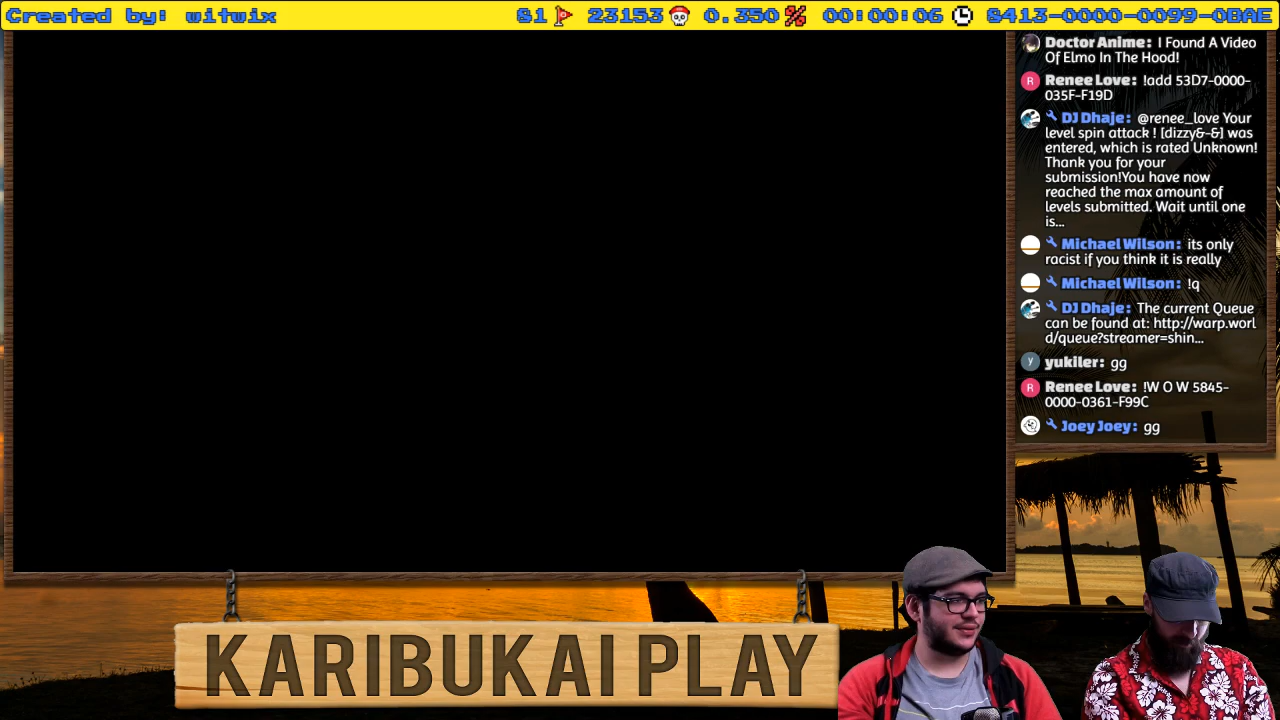 Created by: witwix 81 23153 0.350 00:00:06 8413-0000-0099-0BAE
Doctor Anime: I Found A Video
Of Elmo In The Hood!
Renee Love: !add 53D7-0000-
035F-F19D
DJ Dhaje: @renee_love Your
level spin attack ! [dizzy&-&] was
entered, which is rated Unknown!
Thank you for your
submission!You have now
reached the max amount of
levels submitted. Wait until one
is...
Michael Wilson: its only
racist if you think it is really
Michael Wilson: !q
DJ Dhaje: The current Queue
can be found at: http://warp.worl
d/queue?streamer=shin...
y yukiler: gg
R Renee Love: !W O W 5845-
0000-0361-F99C
Joey Joey: gg
KARIBUKAI PLAY